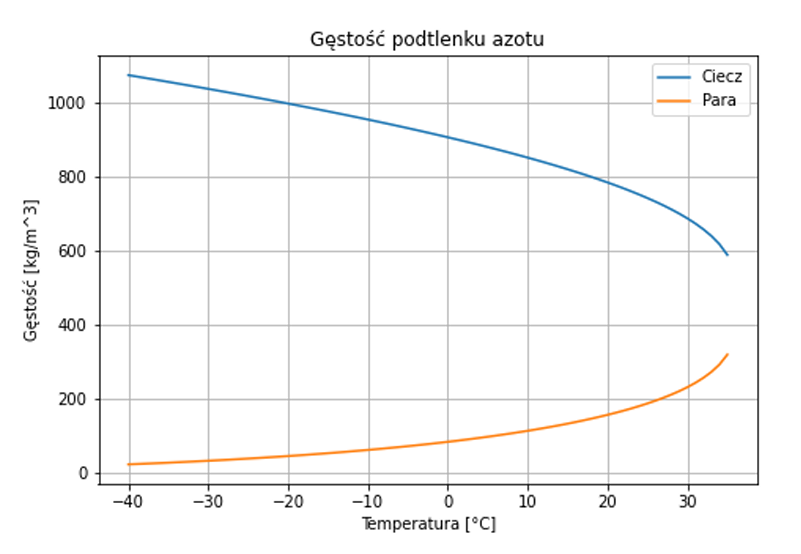 Gęstość podtlenku azotu
Ciecz
Para
Gęstość [kg/m^3]
1000
800
600
400
200
0
−40 −30 −20 −10 0 10 20 30
Temperatura [°C]